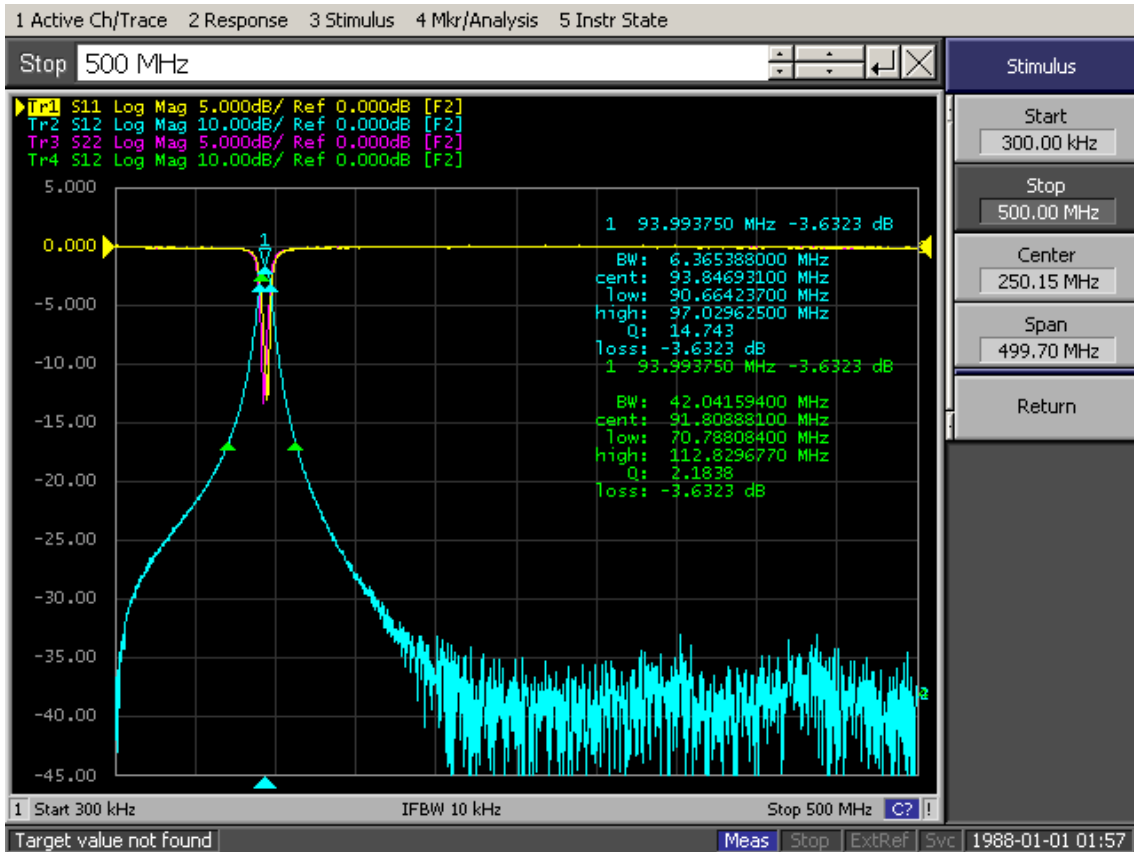 1 Active Ch/Trace 2 Response 3 Stimulus 4 Mkr/Analysis 5 Instr State
Stop 500 MHz
Tr1 S11 Log Mag 5.000dB/ Ref 0.000dB [F2]
Tr2 S12 Log Mag 10.00dB/ Ref 0.000dB [F2]
Tr3 S22 Log Mag 5.000dB/ Ref 0.000dB [F2]
Tr4 S12 Log Mag 10.00dB/ Ref 0.000dB [F2]
5.000
0.000
-5.000
-10.00
-15.00
-20.00
-25.00
-30.00
-35.00
-40.00
-45.00
1
1 93.993750 MHz -3.6323 dB
BW: 6.365388000 MHz
cent: 93.84693100 MHz
low: 90.66423700 MHz
high: 97.02962500 MHz
Q: 14.743
loss: -3.6323 dB
1 93.993750 MHz -3.6323 dB
BW: 42.04159400 MHz
cent: 91.80888100 MHz
low: 70.78808400 MHz
high: 112.8296770 MHz
Q: 2.1838
loss: -3.6323 dB
1 Start 300 kHz IFBW 10 kHz Stop 500 MHz C? !
Target value not found Meas Stop ExtRef Svc 1988-01-01 01:57
Stimulus
Start
300.00 kHz
Stop
500.00 MHz
Center
250.15 MHz
Span
499.70 MHz
Return